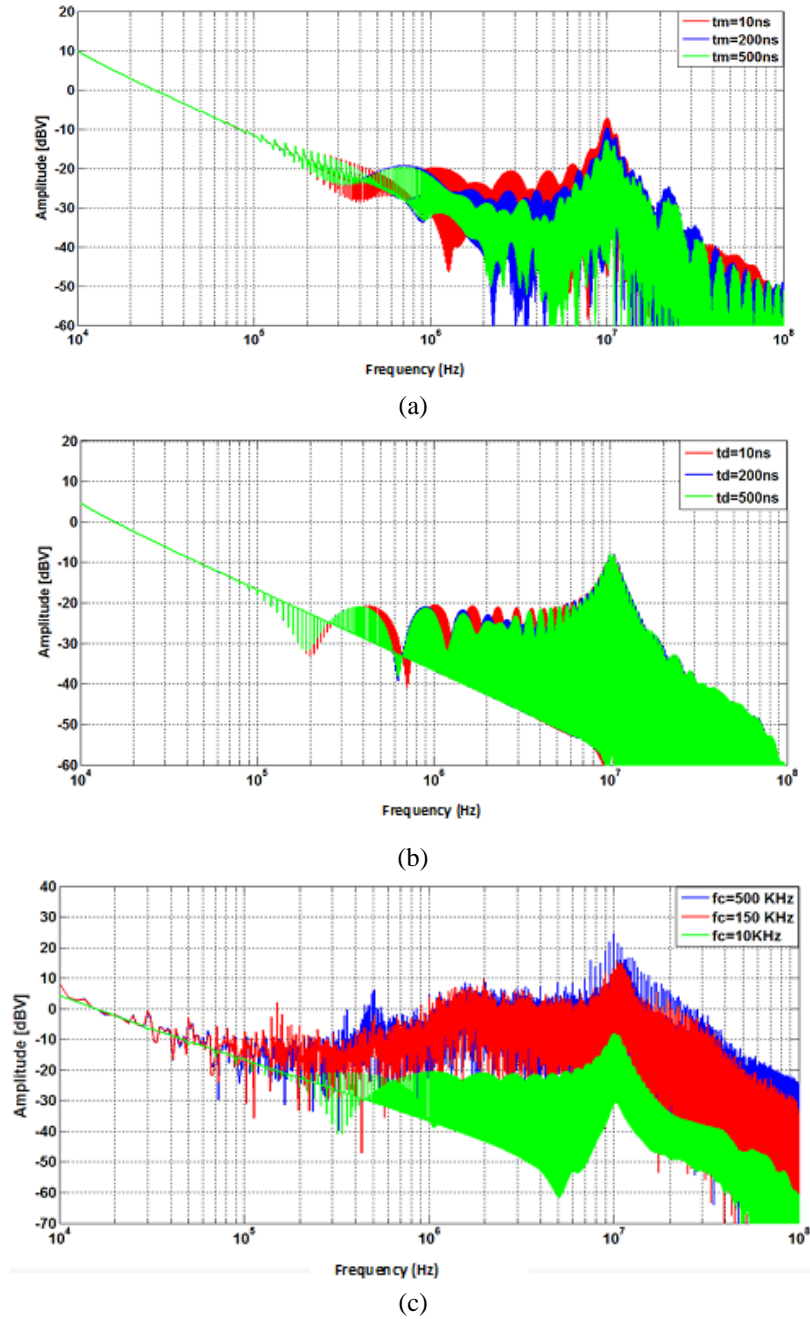 20
10
0
-10
-20
-30
-40
-50
-60
Amplitude [dBV]
tm=10ns
tm=200ns
tm=500ns
10^4 10^5 10^6 10^7 10^8
Frequency (Hz)
(a)
20
10
0
-10
-20
-30
-40
-50
-60
Amplitude [dBV]
td=10ns
td=200ns
td=500ns
10^4 10^5 10^6 10^7 10^8
Frequency (Hz)
(b)
40
30
20
10
0
-10
-20
-30
-40
-50
-60
-70
Amplitude [dBV]
fc=500 KHz
fc=150 KHz
fc=10KHz
10^4 10^5 10^6 10^7 10^8
Frequency (Hz)
(c)